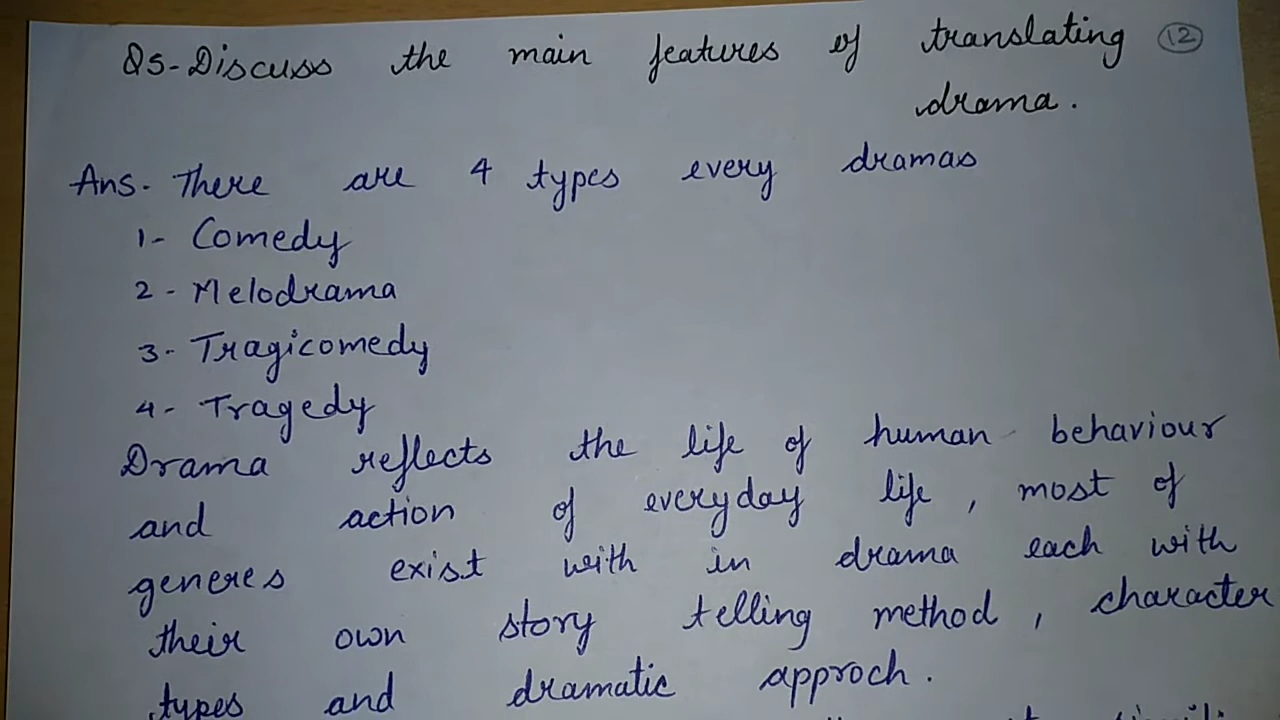 Q5-Discuss the main features of translating 12
drama.
Ans. There are 4 types every dramas
1- Comedy
2- Melodrama
3- Tragicomedy
4- Tragedy
Drama reflects the life of human behaviour
and action of everyday life, most of
generes exist with in drama each with
their own story telling method, character
types and dramatic approch.